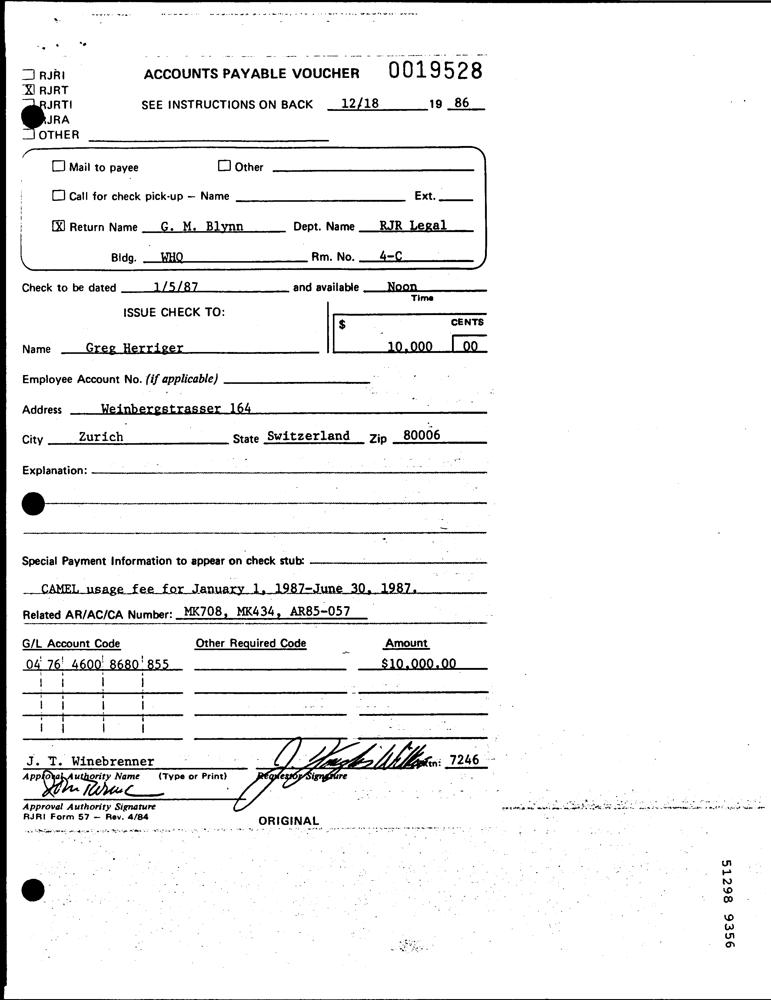 RJRI
ACCOUNTS PAYABLE VOUCHER 0019528
X RJRT
RJRTI
SEE INSTRUCTIONS ON BACK 12/18 19 86
JRA
OTHER
Mail to payee Other
Call for check pick-up – Name Ext.
X Return Name G. M. Blynn Dept. Name RJR Legal
Bldg. WHQ Rm. No. 4-C
Check to be dated 1/5/87 and available Noon
Time
ISSUE CHECK TO:
$ CENTS
Name Greg Herriger 10,000 00
Employee Account No. (if applicable)
Address Weinbergstrasser 164
City Zurich State Switzerland Zip 80006
Explanation:
Special Payment Information to appear on check stub:
CAMEL usage fee for January 1, 1987-June 30, 1987.
Related AR/AC/CA Number: MK708, MK434, AR85-057
G/L Account Code Other Required Code Amount
04 76 4600 8680 855 $10,000.00
J. T. Winebrenner 7246
Approval Authority Name (Type or Print) Requestor Signature
Approval Authority Signature
RJRI Form 57 – Rev. 4/84
ORIGINAL
51298 9356